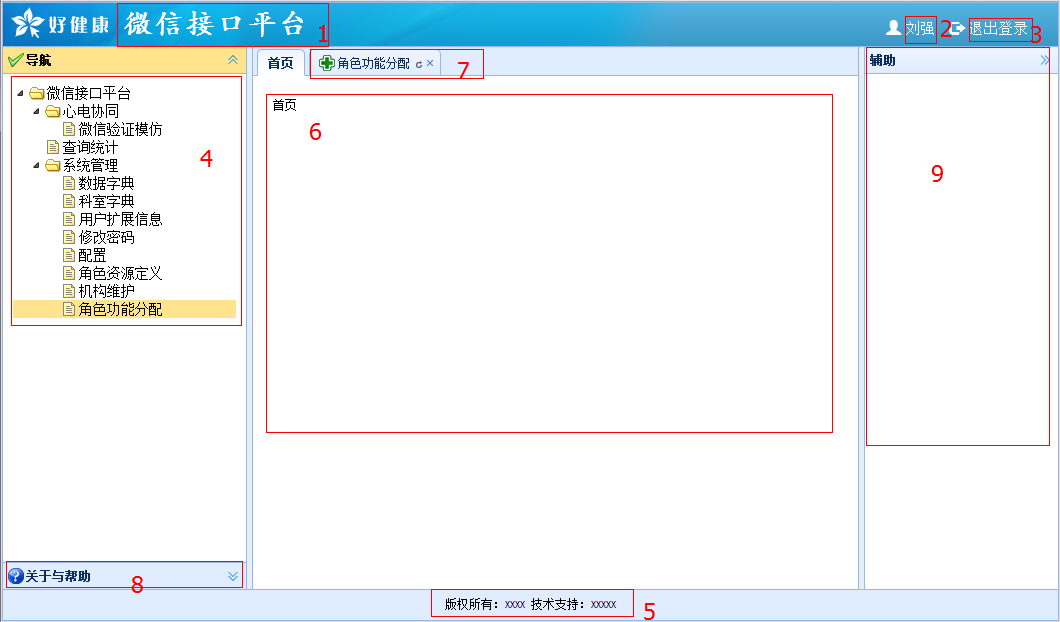 好健康 微信接口平台 1 刘强 2 退出登录 3
导航
首页 角色功能分配 7
辅助
微信接口平台
心电协同
微信验证模仿
查询统计
系统管理
数据字典
科室字典
用户扩展信息
修改密码
配置
角色资源定义
机构维护
角色功能分配
4
首页
6
9
关于与帮助
8
版权所有：xxxx 技术支持：xxxxx 5